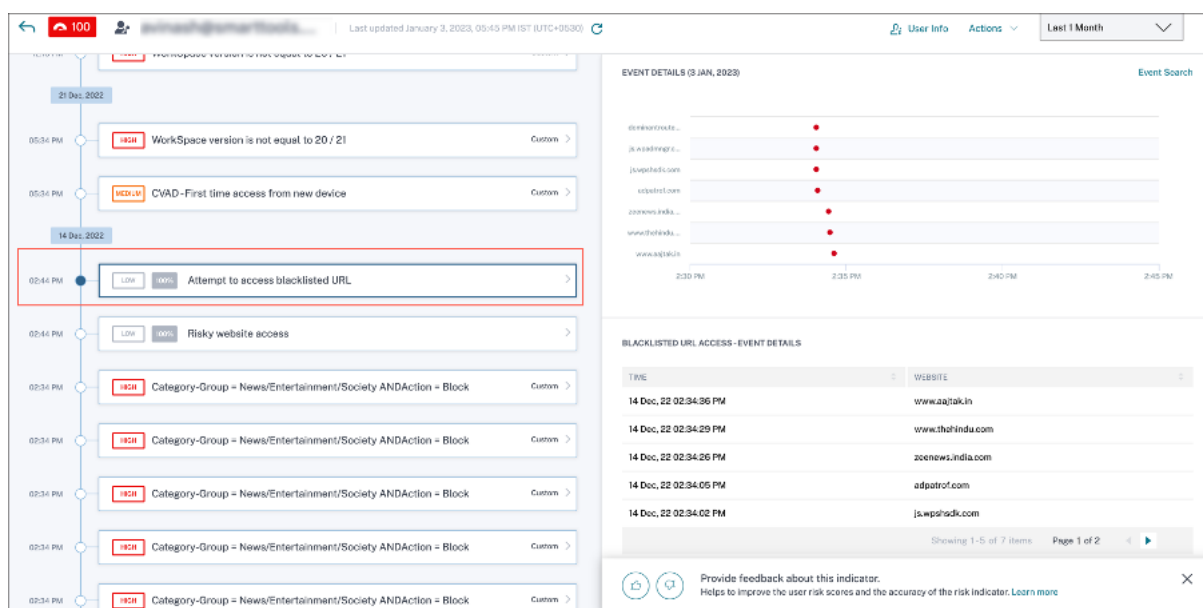 100
Last updated January 3, 2023, 05:45 PM IST (UTC+0530)
User Info
Actions
Last 1 Month
21 Dec, 2022
05:34 PM HIGH WorkSpace version is not equal to 20 / 21 Custom
05:34 PM MEDIUM CVAD-First time access from new device Custom
14 Dec, 2022
02:44 PM LOW 100% Attempt to access blacklisted URL
02:44 PM LOW 100% Risky website access
02:34 PM HIGH Category-Group = News/Entertainment/Society ANDAction = Block Custom
02:34 PM HIGH Category-Group = News/Entertainment/Society ANDAction = Block Custom
02:34 PM HIGH Category-Group = News/Entertainment/Society ANDAction = Block Custom
02:34 PM HIGH Category-Group = News/Entertainment/Society ANDAction = Block Custom
02:34 PM HIGH Category-Group = News/Entertainment/Society ANDAction = Block Custom
EVENT DETAILS (3 JAN, 2023) Event Search
dominantroute...
js.wpshsdk.com
adpatrof.com
zeenews.india...
www.thehindu...
www.aajtak.in
2:30 PM 2:35 PM 2:40 PM 2:45 PM
BLACKLISTED URL ACCESS - EVENT DETAILS
TIME WEBSITE
14 Dec, 22 02:34:36 PM www.aajtak.in
14 Dec, 22 02:34:29 PM www.thehindu.com
14 Dec, 22 02:34:26 PM zeenews.india.com
14 Dec, 22 02:34:05 PM adpatrof.com
14 Dec, 22 02:34:02 PM js.wpshsdk.com
Showing 1-5 of 7 items Page 1 of 2
Provide feedback about this indicator.
Helps to improve the user risk scores and the accuracy of the risk indicator. Learn more